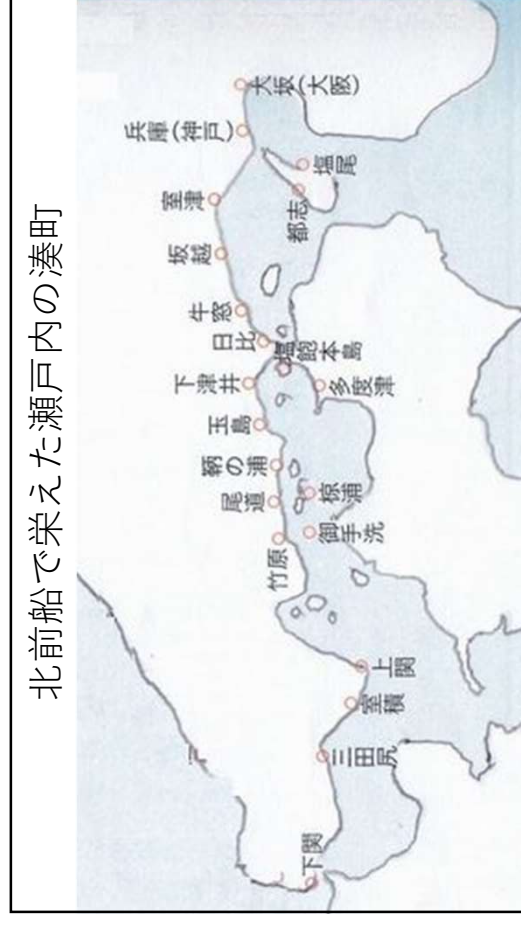 北前船で栄えた瀬戸内の湊町
大坂(大阪)
兵庫(神戸)
塩尾
都志
室津
坂越
牛窓
日比
塩飽本島
下津井
多度津
玉島
鞆の浦
尾道
椋浦
御手洗
竹原
上関
室積
三田尻
下関